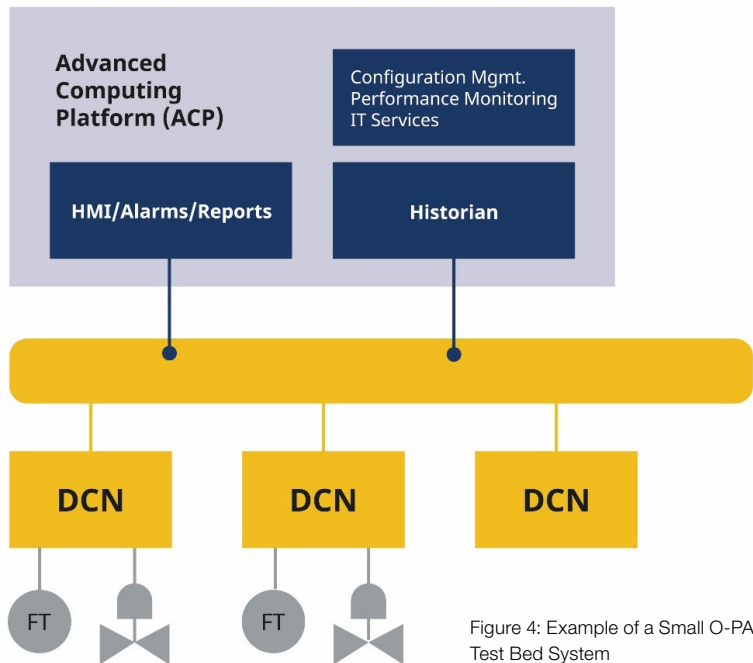 Advanced
Computing
Platform (ACP)
Configuration Mgmt.
Performance Monitoring
IT Services
HMI/Alarms/Reports
Historian
DCN
DCN
DCN
FT
FT
Figure 4: Example of a Small O-PA
Test Bed System